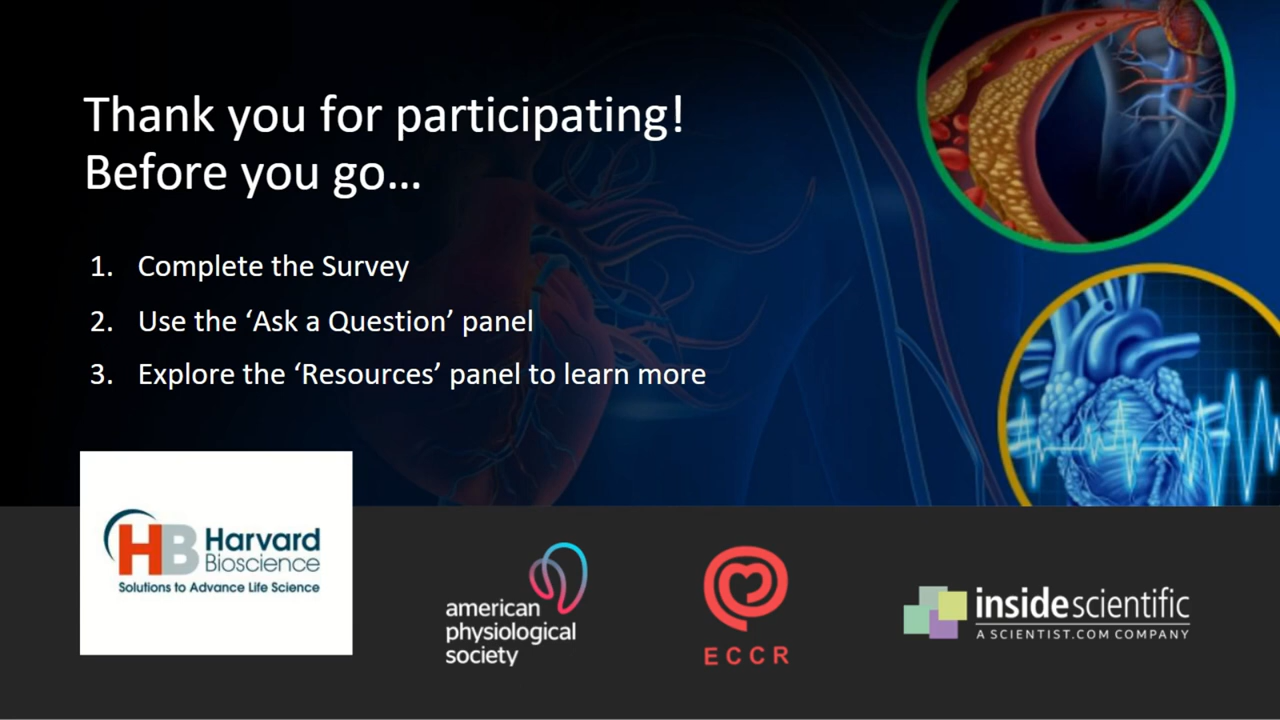 Thank you for participating!
Before you go…
1. Complete the Survey
2. Use the ‘Ask a Question’ panel
3. Explore the ‘Resources’ panel to learn more
HB Harvard
Bioscience
Solutions to Advance Life Science
american
physiological
society
ECCR
insidescientific
A SCIENTIST.COM COMPANY